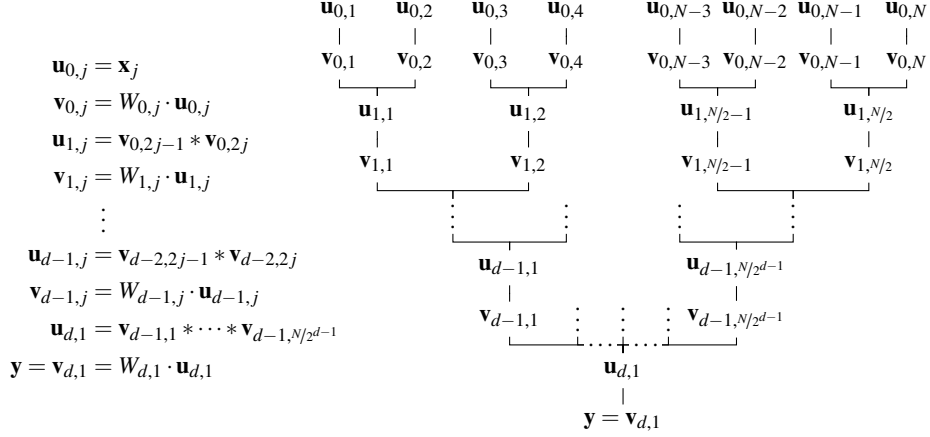 u_{0,1} u_{0,2} u_{0,3} u_{0,4} u_{0,N−3} u_{0,N−2} u_{0,N−1} u_{0,N}
v_{0,1} v_{0,2} v_{0,3} v_{0,4} v_{0,N−3} v_{0,N−2} v_{0,N−1} v_{0,N}
u_{1,1} u_{1,2} u_{1,N/2−1} u_{1,N/2}
v_{1,1} v_{1,2} v_{1,N/2−1} v_{1,N/2}
u_{d−1,1} u_{d−1,N/2^{d−1}}
v_{d−1,1} v_{d−1,N/2^{d−1}}
u_{d,1}
y = v_{d,1}
u_{0,j} = x_j
v_{0,j} = W_{0,j} · u_{0,j}
u_{1,j} = v_{0,2j−1} ∗ v_{0,2j}
v_{1,j} = W_{1,j} · u_{1,j}
⋮
u_{d−1,j} = v_{d−2,2j−1} ∗ v_{d−2,2j}
v_{d−1,j} = W_{d−1,j} · u_{d−1,j}
u_{d,1} = v_{d−1,1} ∗ ··· ∗ v_{d−1,N/2^{d−1}}
y = v_{d,1} = W_{d,1} · u_{d,1}